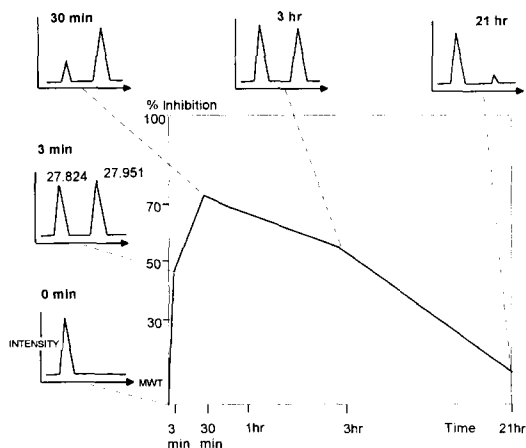 30 min
3 hr
21 hr
% Inhibition
100
3 min
27.824
27.951
70
50
0 min
30
INTENSITY
MWT
3 min
30 min
1hr
3hr
Time
21hr